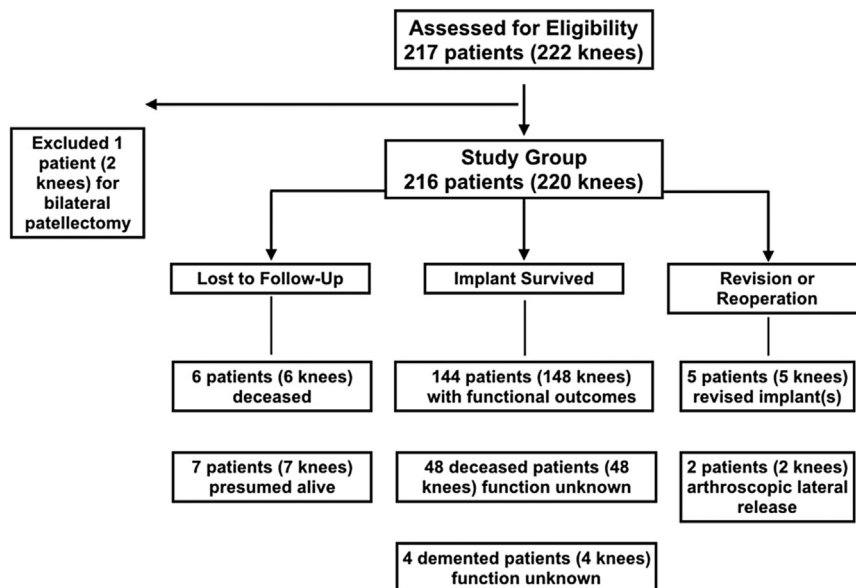 Assessed for Eligibility
217 patients (222 knees)
Excluded 1
patient (2
knees) for
bilateral
patellectomy
Study Group
216 patients (220 knees)
Lost to Follow-Up
Implant Survived
Revision or
Reoperation
6 patients (6 knees)
deceased
144 patients (148 knees)
with functional outcomes
5 patients (5 knees)
revised implant(s)
7 patients (7 knees)
presumed alive
48 deceased patients (48
knees) function unknown
2 patients (2 knees)
arthroscopic lateral
release
4 demented patients (4 knees)
function unknown